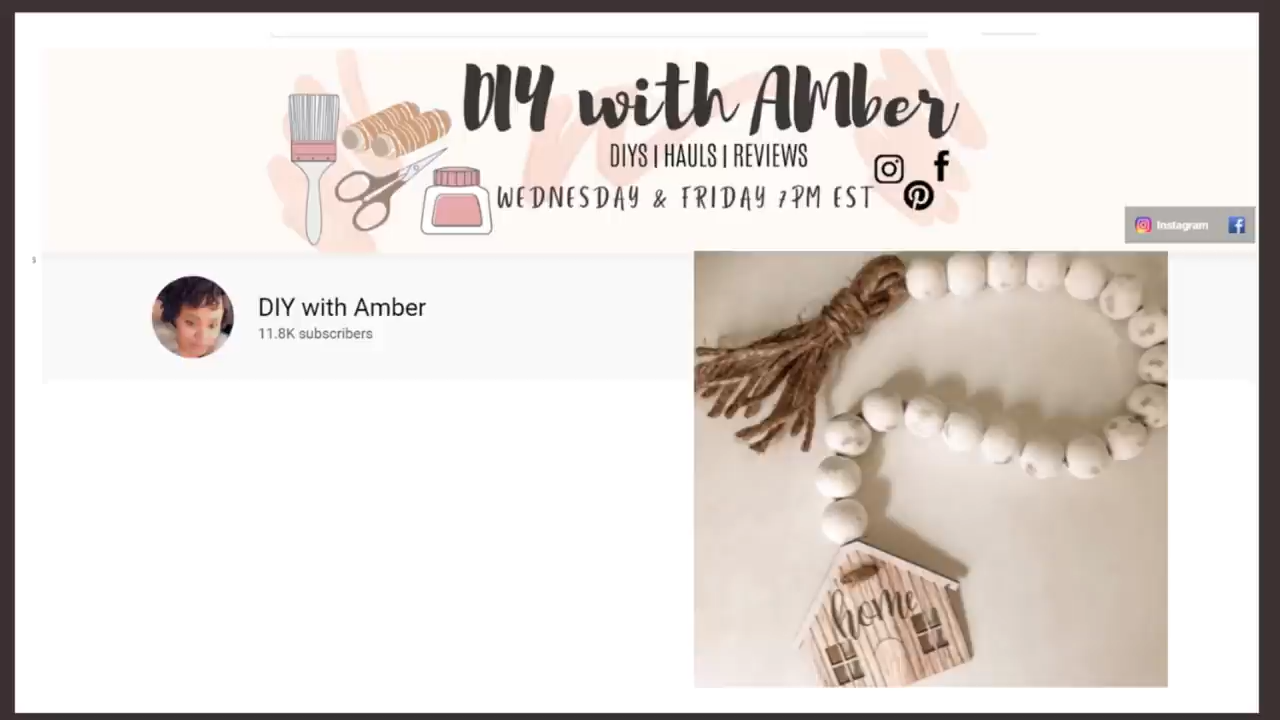 DIY with AMber
DIYS | HAULS | REVIEWS
WEDNESDAY & FRIDAY 7PM EST
Instagram
s
DIY with Amber
11.8K subscribers
home